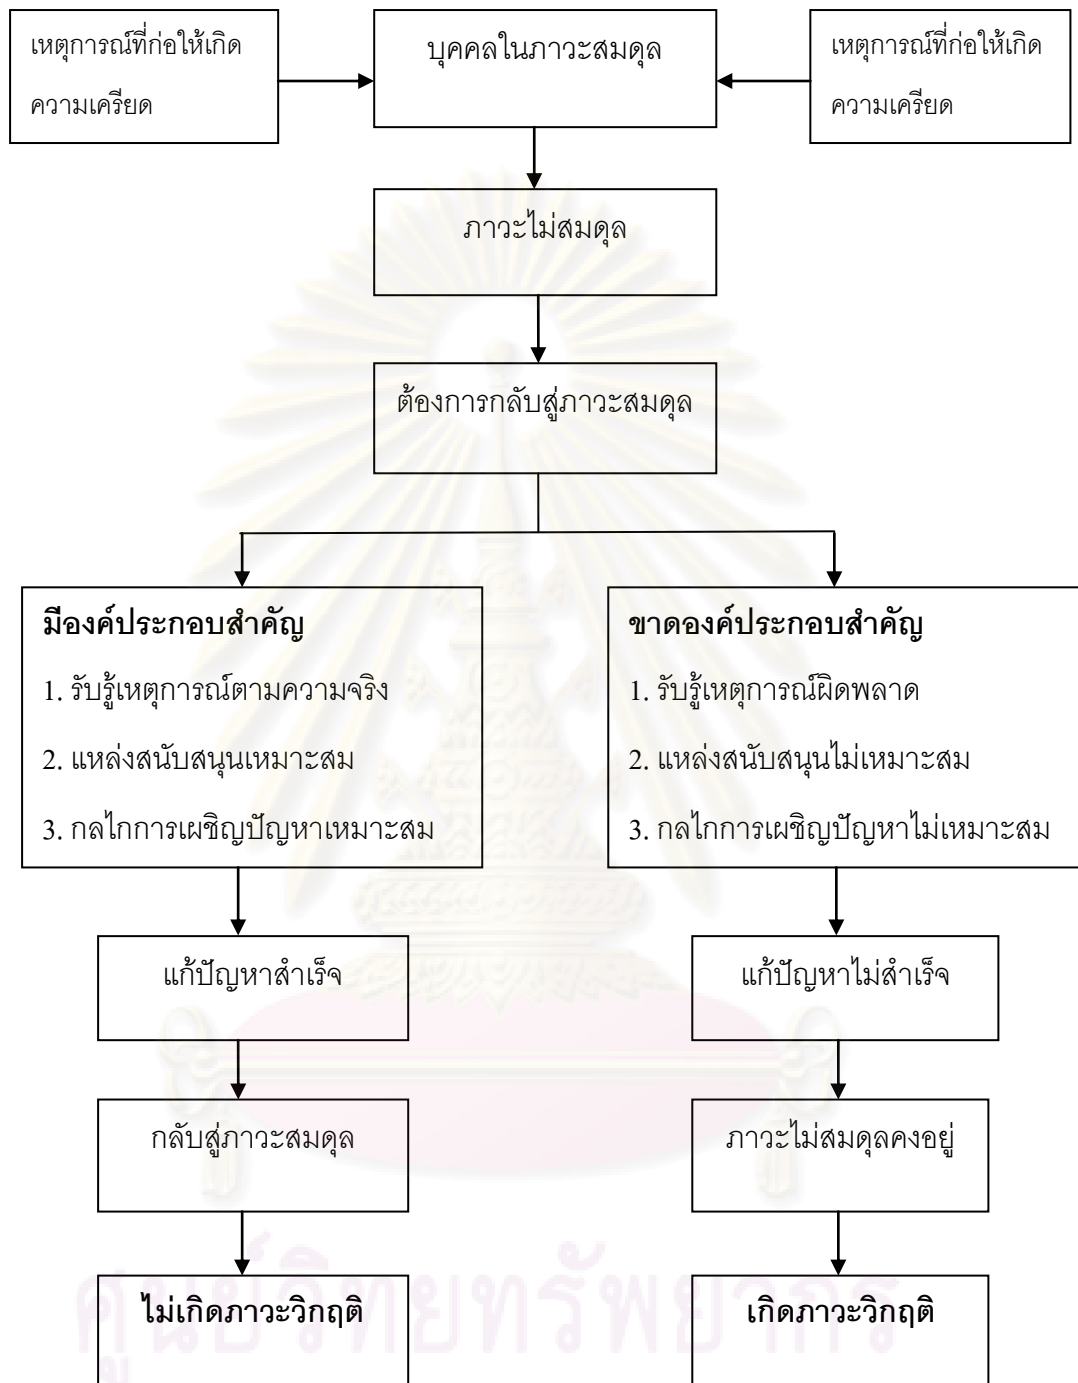 เหตุการณ์ที่ก่อให้เกิด
ความเครียด
บุคคลในภาวะสมดุล
เหตุการณ์ที่ก่อให้เกิด
ความเครียด
ภาวะไม่สมดุล
ต้องการกลับสู่ภาวะสมดุล
มีองค์ประกอบสำคัญ
1. รับรู้เหตุการณ์ตามความจริง
2. แหล่งสนับสนุนเหมาะสม
3. กลไกการเผชิญปัญหาเหมาะสม
ขาดองค์ประกอบสำคัญ
1. รับรู้เหตุการณ์ผิดพลาด
2. แหล่งสนับสนุนไม่เหมาะสม
3. กลไกการเผชิญปัญหาไม่เหมาะสม
แก้ปัญหาสำเร็จ
แก้ปัญหาไม่สำเร็จ
กลับสู่ภาวะสมดุล
ภาวะไม่สมดุลคงอยู่
ไม่เกิดภาวะวิกฤติ
เกิดภาวะวิกฤติ
ศูนย์วิทยทรัพยากร